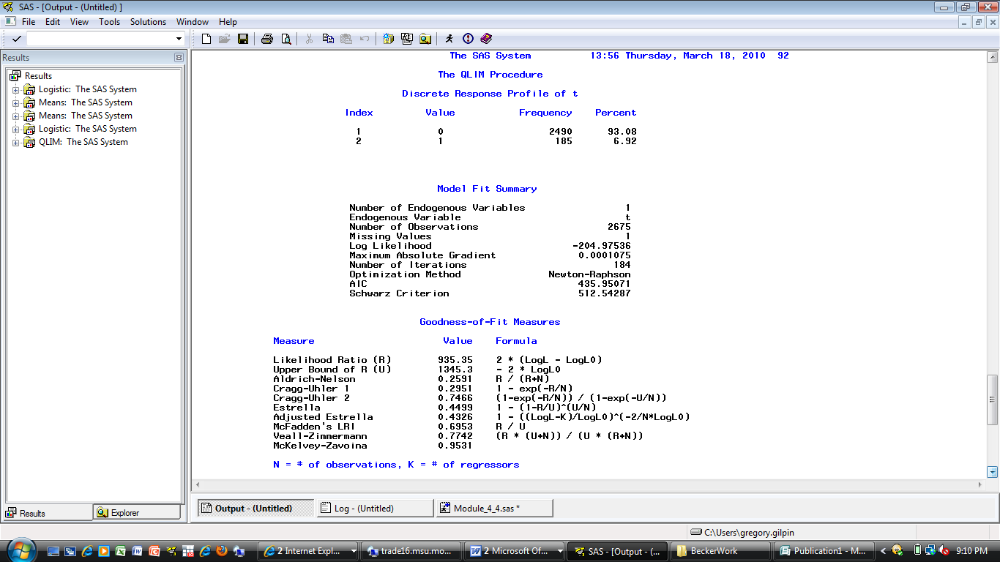 SAS - [Output - (Untitled) ]
File Edit View Tools Solutions Window Help
Results
Results
Logistic: The SAS System
Means: The SAS System
Means: The SAS System
Logistic: The SAS System
QLIM: The SAS System
The SAS System 13:56 Thursday, March 18, 2010 92
The QLIM Procedure
Discrete Response Profile of t
Index Value Frequency Percent
1 0 2490 93.08
2 1 185 6.92
Model Fit Summary
Number of Endogenous Variables 1
Endogenous Variable t
Number of Observations 2675
Missing Values 1
Log Likelihood -204.97536
Maximum Absolute Gradient 0.0001075
Number of Iterations 184
Optimization Method Newton-Raphson
AIC 435.95071
Schwarz Criterion 512.54287
Goodness-of-Fit Measures
Measure Value Formula
Likelihood Ratio (R) 935.35 2 * (LogL - LogL0)
Upper Bound of R (U) 1345.3 - 2 * LogL0
Aldrich-Nelson 0.2591 R / (R+N)
Cragg-Uhler 1 0.2951 1 - exp(-R/N)
Cragg-Uhler 2 0.7466 (1-exp(-R/N)) / (1-exp(-U/N))
Estrella 0.4499 1 - (1-R/U)^(U/N)
Adjusted Estrella 0.4326 1 - ((LogL-K)/LogL0)^(-2/N*LogL0)
McFadden's LRI 0.6953 R / U
Veall-Zimmermann 0.7742 (R * (U+N)) / (U * (R+N))
McKelvey-Zavoina 0.9531
N = # of observations, K = # of regressors
Results Explorer
Output - (Untitled) Log - (Untitled) Module_4_4.sas *
C:\Users\gregory.gilpin
2 Internet Expl... trade16.msu.mo... 2 Microsoft Of... SAS - [Output - (... BeckerWork Publication1 - M... 9:10 PM